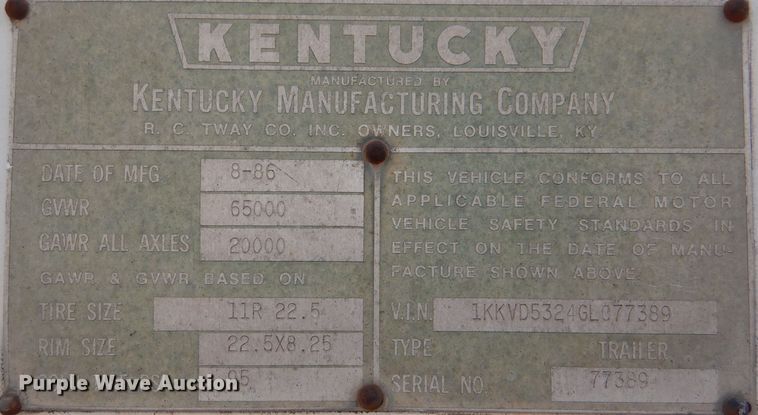 KENTUCKY
MANUFACTURED BY
KENTUCKY MANUFACTURING COMPANY
R. C. TWAY CO. INC. OWNERS, LOUISVILLE, KY
DATE OF MFG 8-86
GVWR 65000
GAWR ALL AXLES 20000
GAWR & GVWR BASED ON
TIRE SIZE 11R 22.5
RIM SIZE 22.5X8.25
95
THIS VEHICLE CONFORMS TO ALL
APPLICABLE FEDERAL MOTOR
VEHICLE SAFETY STANDARDS IN
EFFECT ON THE DATE OF MANU-
FACTURE SHOWN ABOVE
V.I.N. 1KKVD5324GL077389
TYPE TRAILER
SERIAL NO. 77389
Purple Wave Auction